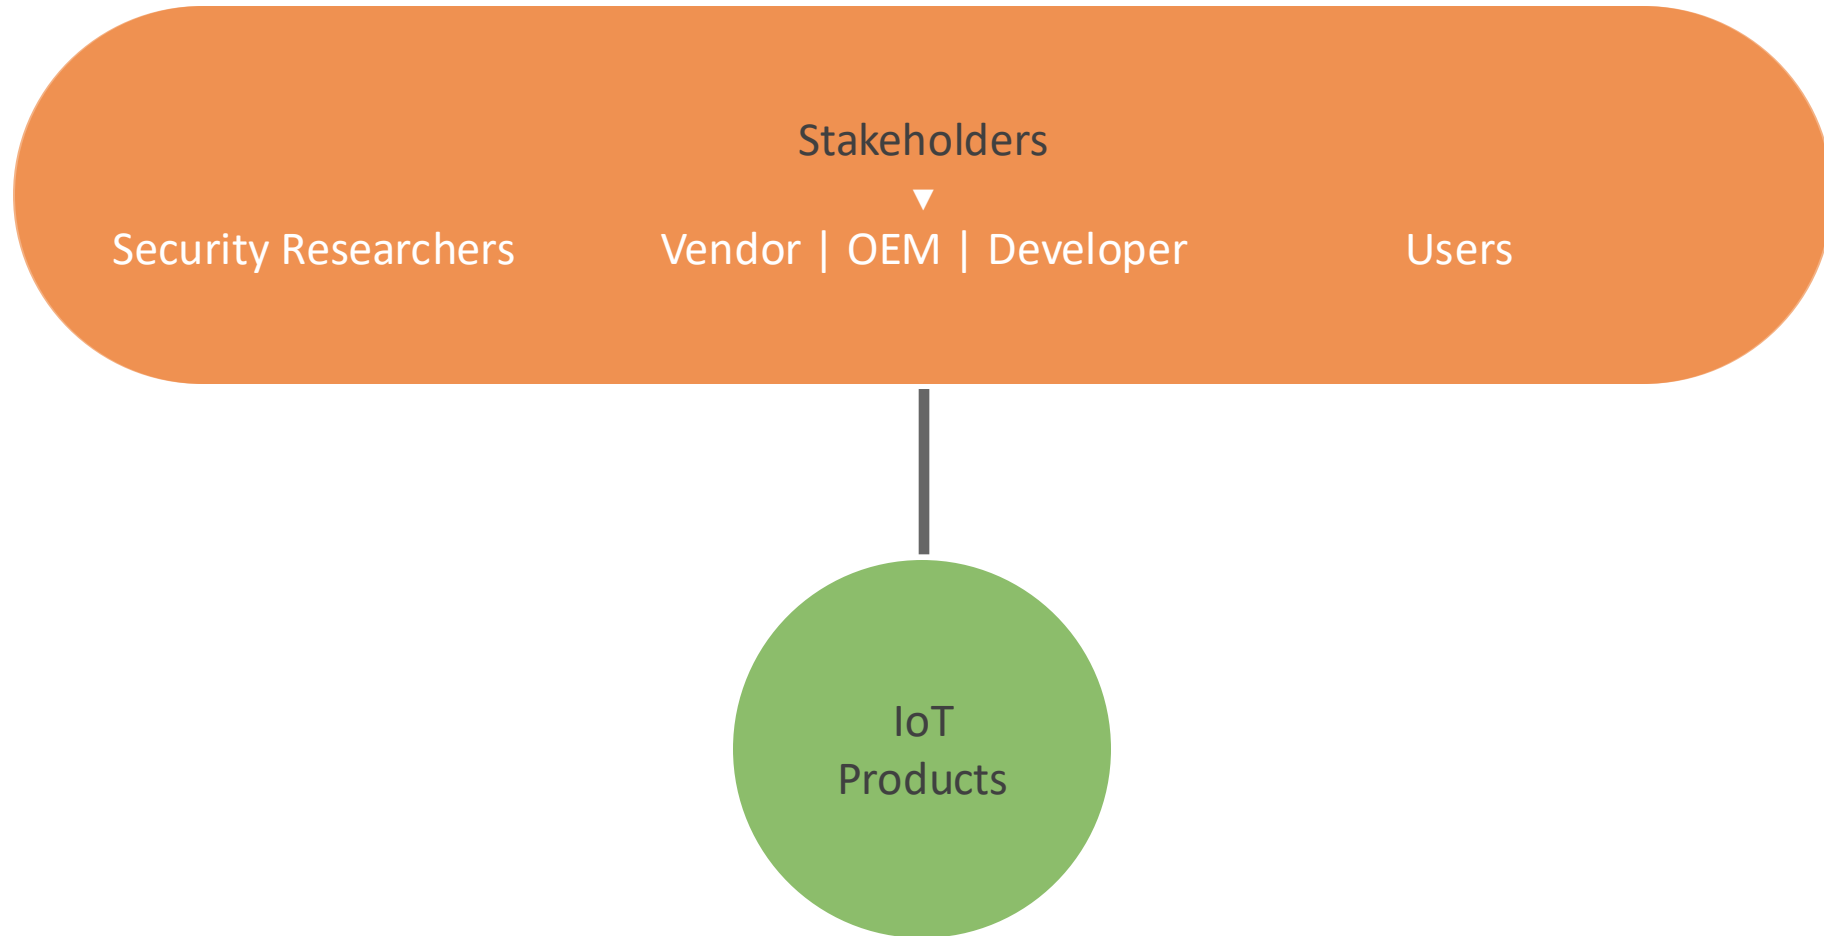 Stakeholders
Security Researchers
Vendor | OEM | Developer
Users
IoT
Products